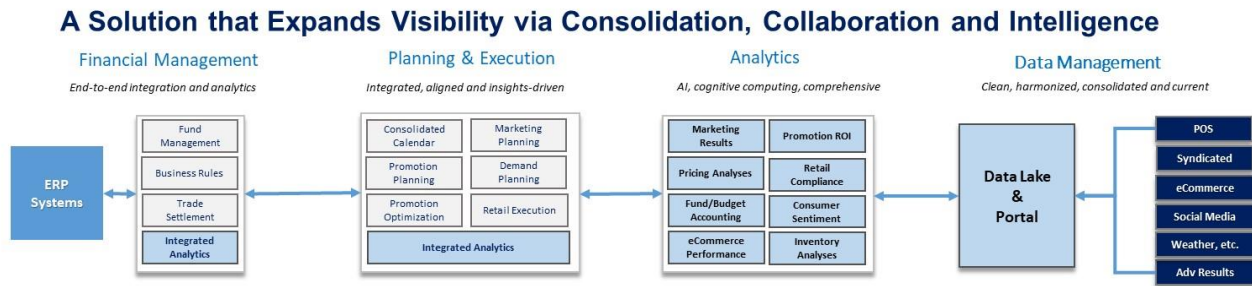 A Solution that Expands Visibility via Consolidation, Collaboration and Intelligence
Financial Management
End-to-end integration and analytics
Planning & Execution
Integrated, aligned and insights-driven
Analytics
AI, cognitive computing, comprehensive
Data Management
Clean, harmonized, consolidated and current
ERP
Systems
Fund
Management
Business Rules
Trade
Settlement
Integrated
Analytics
Consolidated
Calendar
Marketing
Planning
Promotion
Planning
Demand
Planning
Promotion
Optimization
Retail Execution
Integrated Analytics
Marketing
Results
Promotion ROI
Pricing Analyses
Retail
Compliance
Fund/Budget
Accounting
Consumer
Sentiment
eCommerce
Performance
Inventory
Analyses
Data Lake
&
Portal
POS
Syndicated
eCommerce
Social Media
Weather, etc.
Adv Results